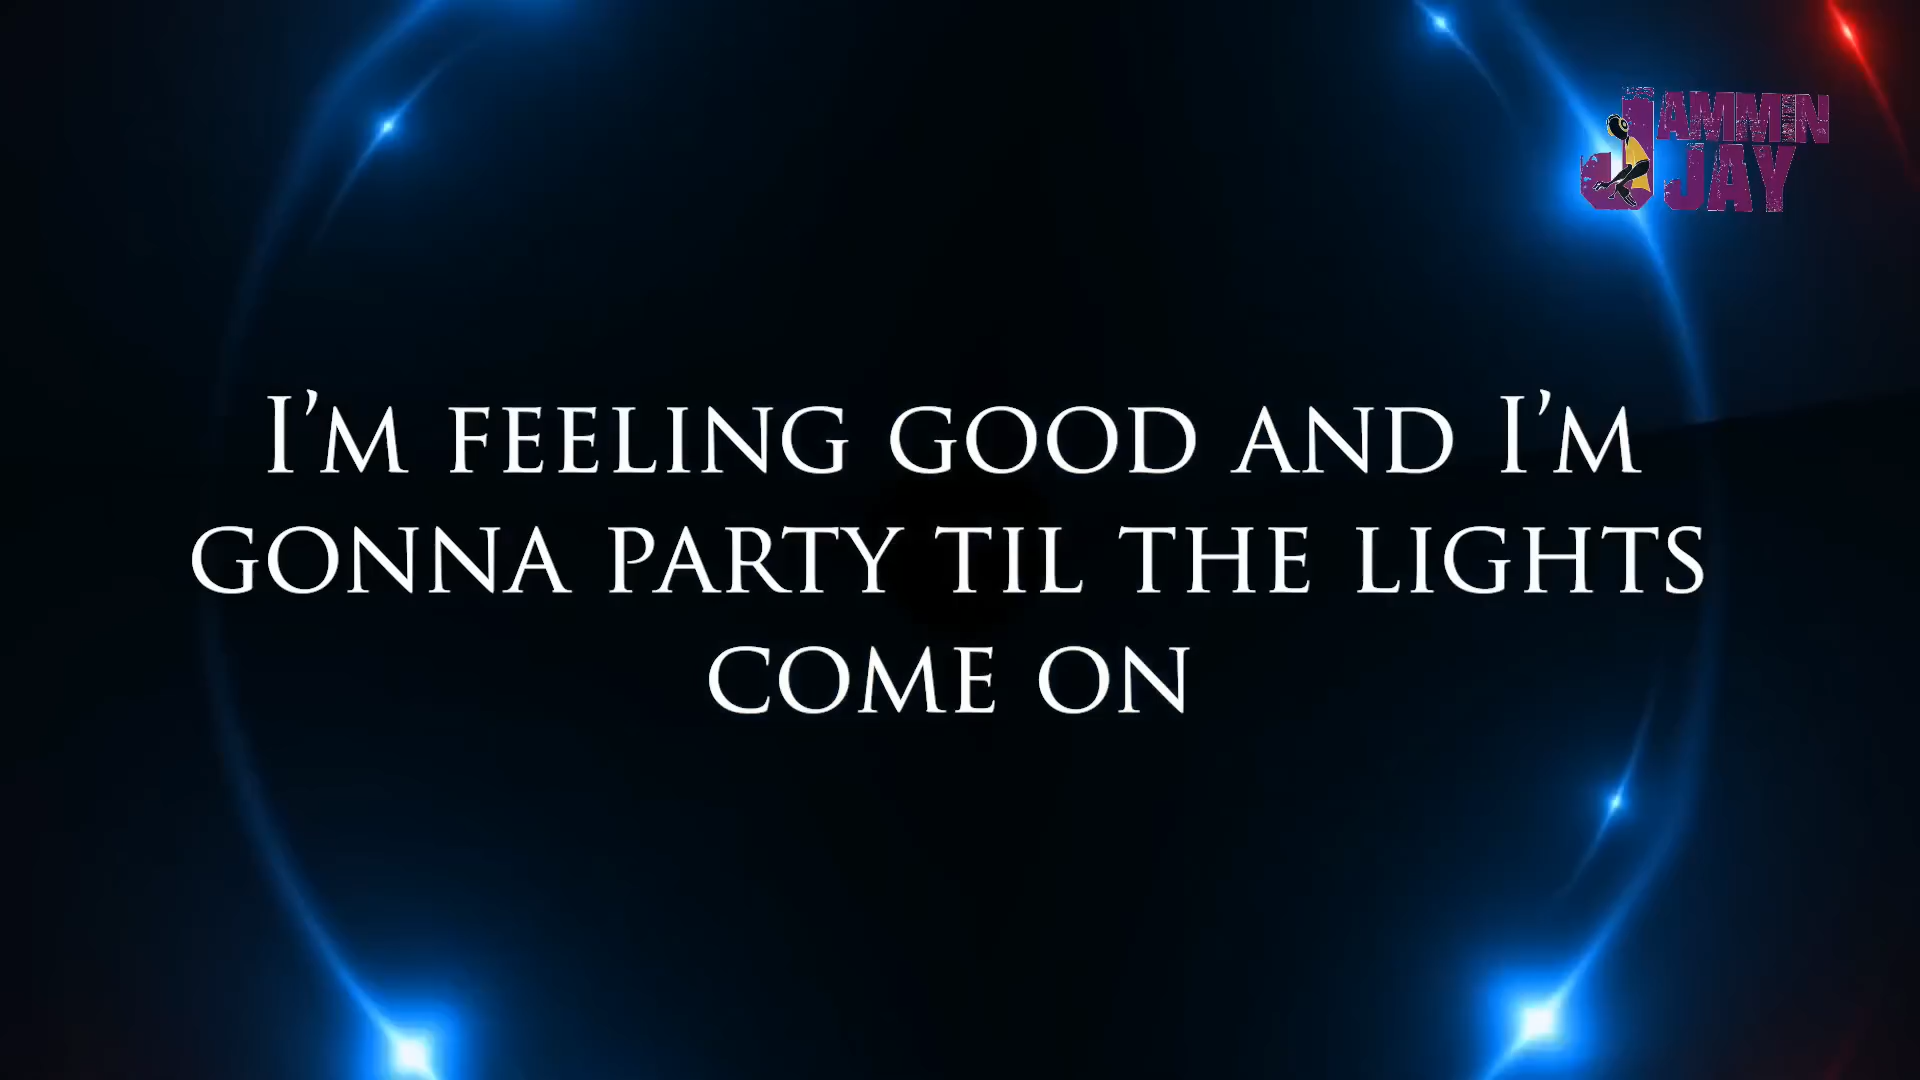 JAMMIN
JAY
I'M FEELING GOOD AND I'M
GONNA PARTY TIL THE LIGHTS
COME ON